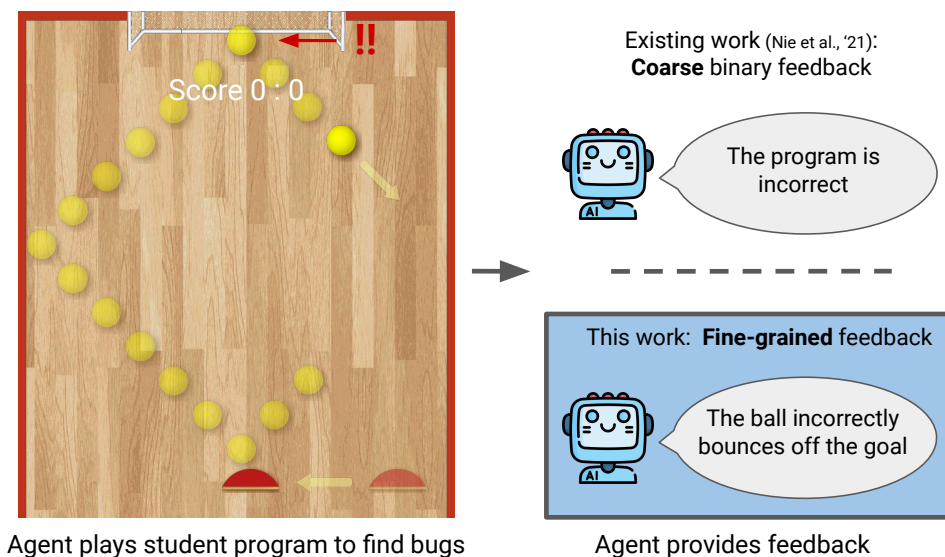 !!
Score 0 : 0
Agent plays student program to find bugs
Existing work (Nie et al., ‘21):
Coarse binary feedback
The program is
incorrect
AI
This work: Fine-grained feedback
The ball incorrectly
bounces off the goal
AI
Agent provides feedback